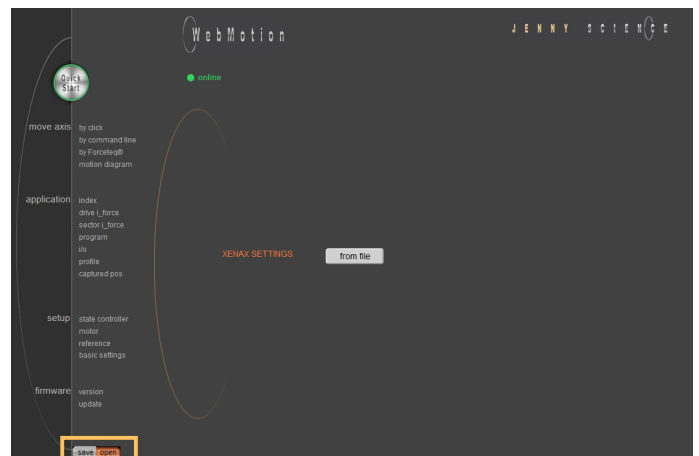 WebMotion
JENNY SCIENCE
Quick
Start
online
move axis
by click
by command line
by Forceteq®
motion diagram
application
index
drive i_force
sector i_force
program
i/o
profile
captured pos
XENAX SETTINGS
from file
setup
state controller
motor
reference
basic settings
firmware
version
update
save open